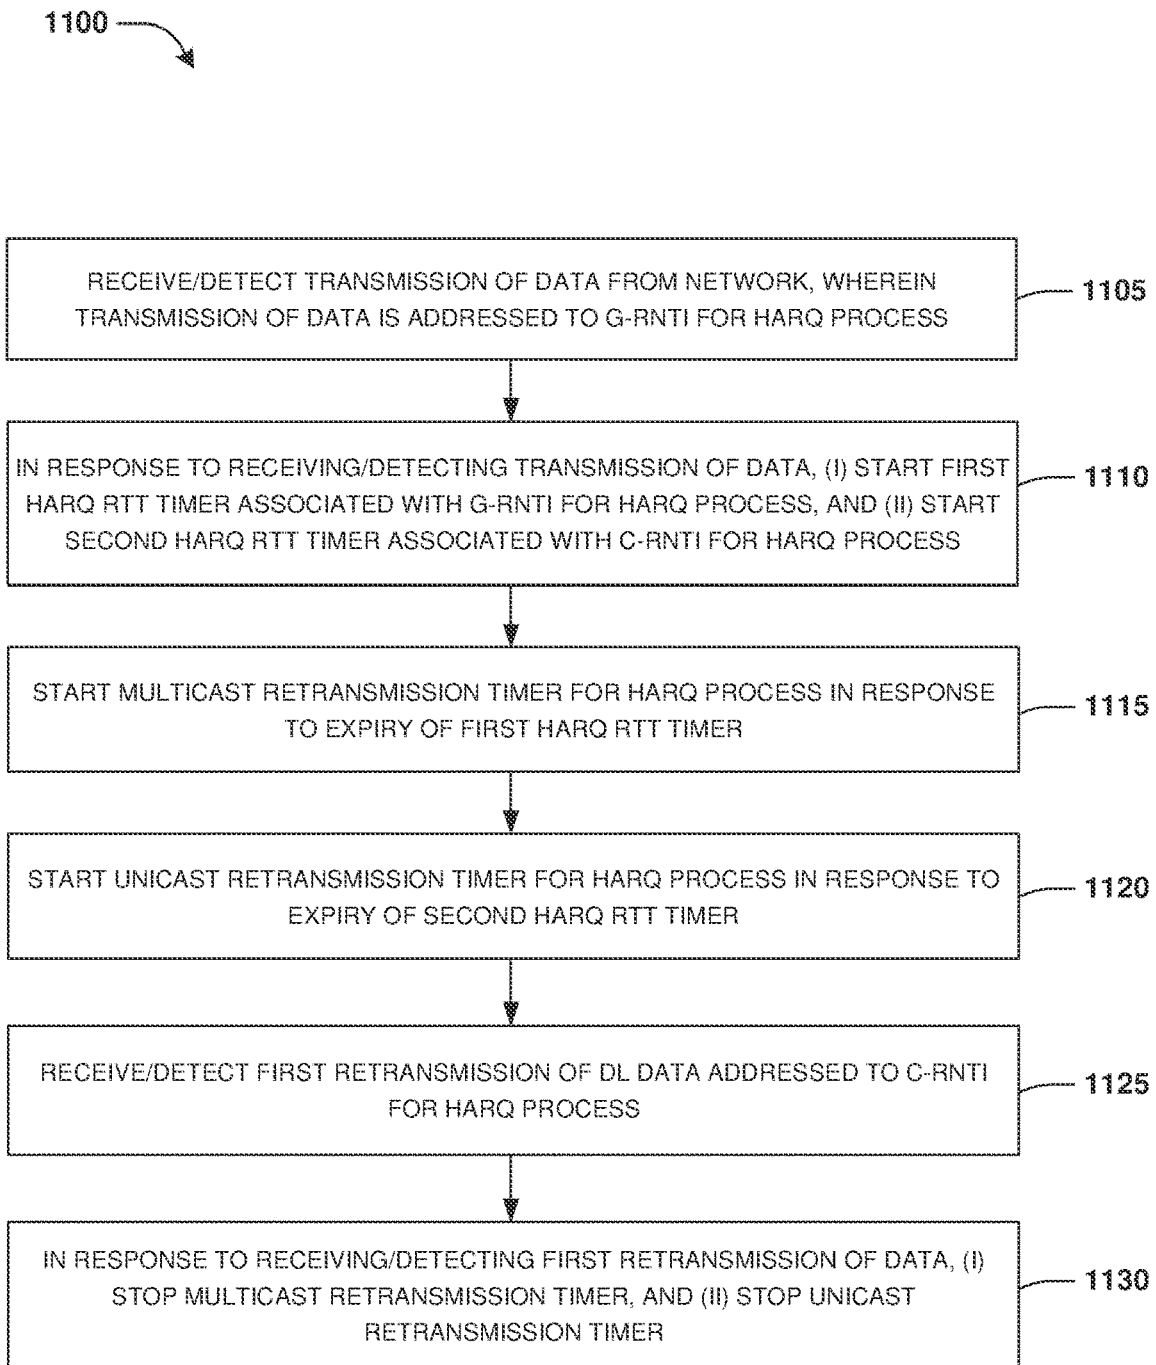 1100
RECEIVE/DETECT TRANSMISSION OF DATA FROM NETWORK, WHEREIN
TRANSMISSION OF DATA IS ADDRESSED TO G-RNTI FOR HARQ PROCESS
1105
IN RESPONSE TO RECEIVING/DETECTING TRANSMISSION OF DATA, (I) START FIRST
HARQ RTT TIMER ASSOCIATED WITH G-RNTI FOR HARQ PROCESS, AND (II) START
SECOND HARQ RTT TIMER ASSOCIATED WITH C-RNTI FOR HARQ PROCESS
1110
START MULTICAST RETRANSMISSION TIMER FOR HARQ PROCESS IN RESPONSE
TO EXPIRY OF FIRST HARQ RTT TIMER
1115
START UNICAST RETRANSMISSION TIMER FOR HARQ PROCESS IN RESPONSE TO
EXPIRY OF SECOND HARQ RTT TIMER
1120
RECEIVE/DETECT FIRST RETRANSMISSION OF DL DATA ADDRESSED TO C-RNTI
FOR HARQ PROCESS
1125
IN RESPONSE TO RECEIVING/DETECTING FIRST RETRANSMISSION OF DATA, (I)
STOP MULTICAST RETRANSMISSION TIMER, AND (II) STOP UNICAST
RETRANSMISSION TIMER
1130